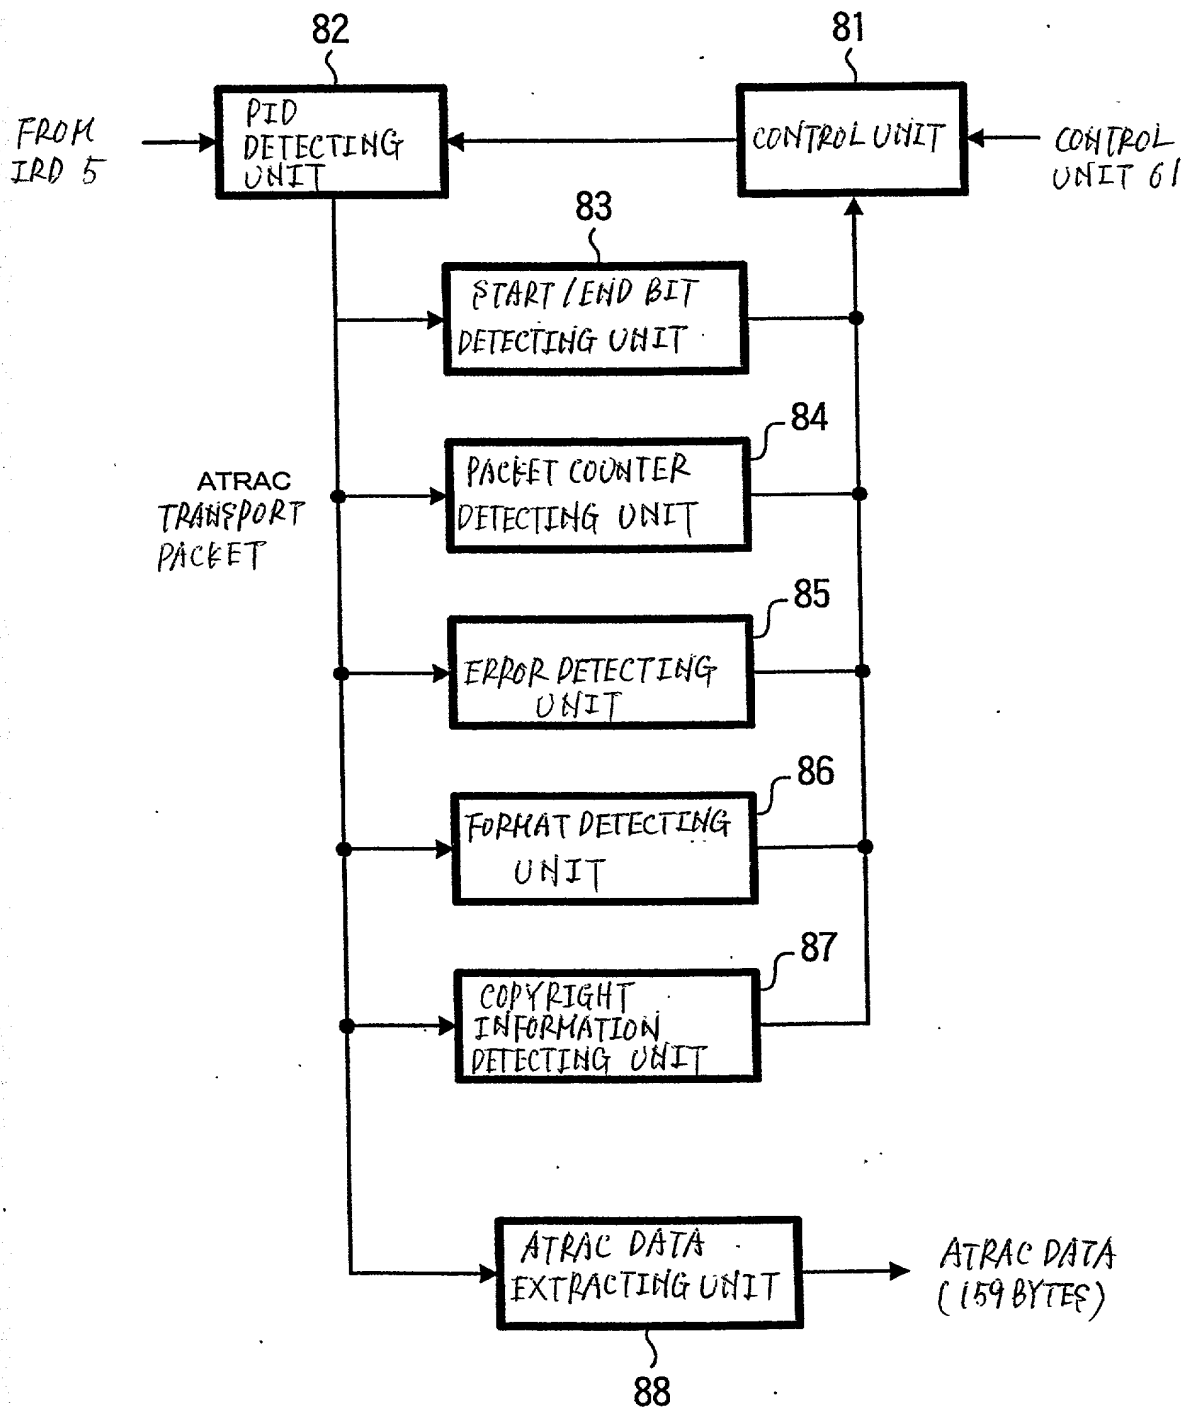 82
81
FROM
IRD 5
PID
DETECTING
UNIT
CONTROL UNIT
CONTROL
UNIT 61
83
START/END BIT
DETECTING UNIT
84
PACKET COUNTER
DETECTING UNIT
ATRAC
TRANSPORT
PACKET
85
ERROR DETECTING
UNIT
86
FORMAT DETECTING
UNIT
87
COPYRIGHT
INFORMATION
DETECTING UNIT
ATRAC DATA
EXTRACTING UNIT
ATRAC DATA
(159 BYTES)
88